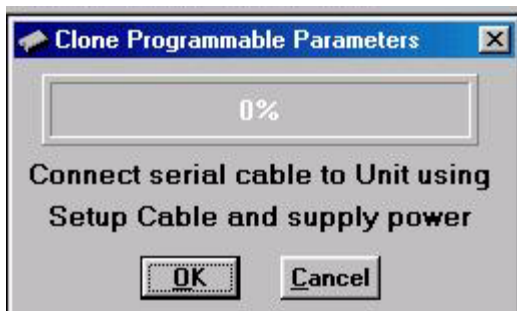 Clone Programmable Parameters
0%
Connect serial cable to Unit using
Setup Cable and supply power
OK
Cancel